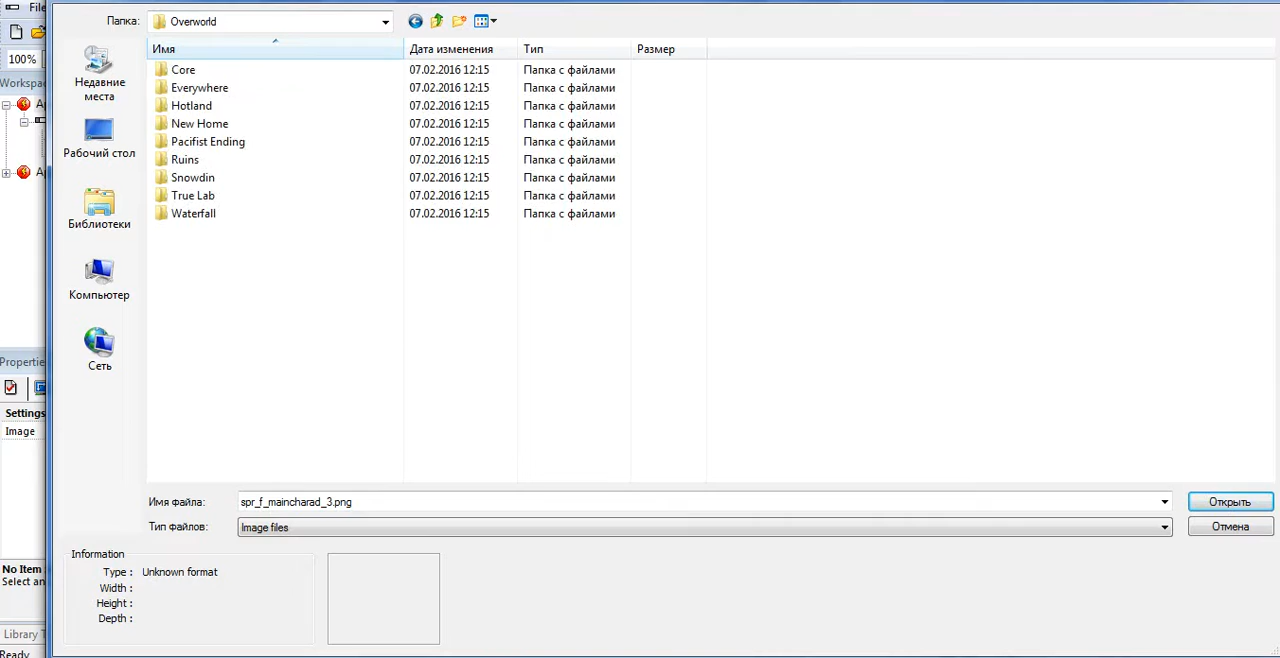 File
Папка: Overworld
100%
Имя Дата изменения Тип Размер
Workspac
Недавние места
Рабочий стол
Библиотеки
Компьютер
Сеть
Core 07.02.2016 12:15 Папка с файлами
Everywhere 07.02.2016 12:15 Папка с файлами
Hotland 07.02.2016 12:15 Папка с файлами
New Home 07.02.2016 12:15 Папка с файлами
Pacifist Ending 07.02.2016 12:15 Папка с файлами
Ruins 07.02.2016 12:15 Папка с файлами
Snowdin 07.02.2016 12:15 Папка с файлами
True Lab 07.02.2016 12:15 Папка с файлами
Waterfall 07.02.2016 12:15 Папка с файлами
Propertie
Settings
Image
Имя файла: spr_f_maincharad_3.png Открыть
Тип файлов: Image files Отмена
Information
Type : Unknown format
Width :
Height :
Depth :
No Item
Select an
Library T
Ready